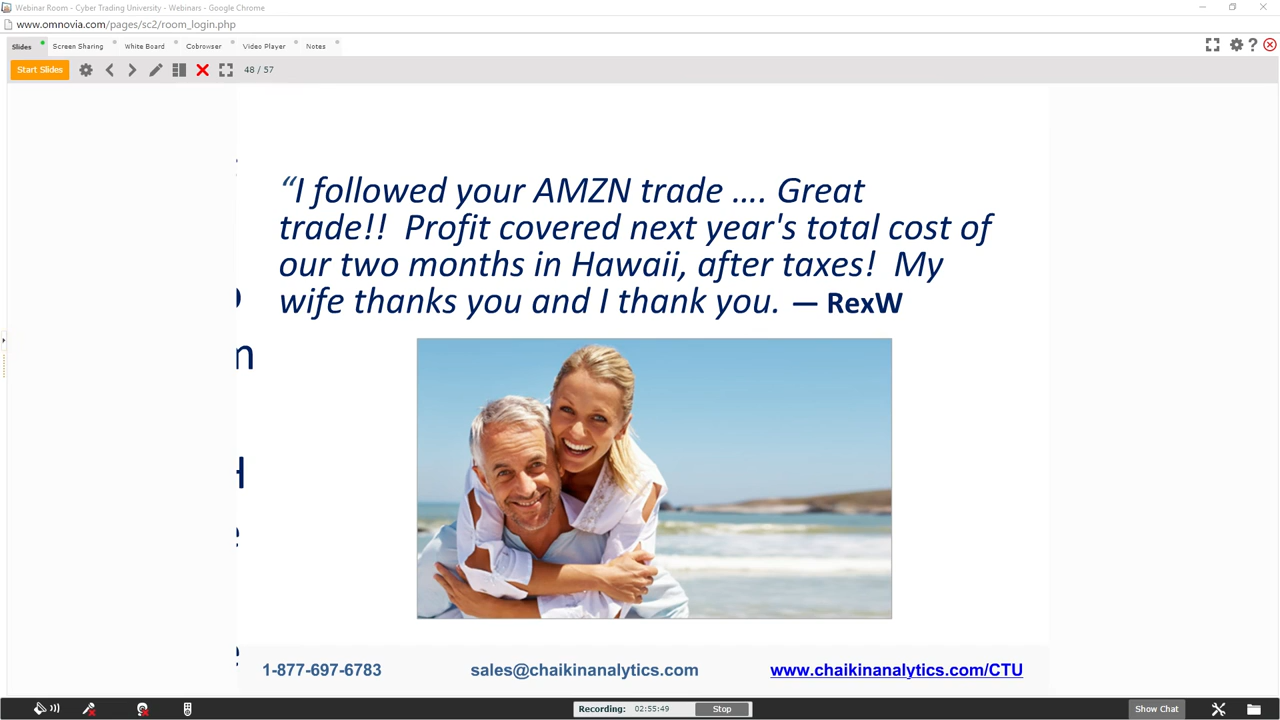 Webinar Room - Cyber Trading University - Webinars - Google Chrome
www.omnovia.com/pages/sc2/room_login.php
Slides Screen Sharing White Board Cobrowser Video Player Notes
Start Slides 48 / 57
“I followed your AMZN trade .... Great
trade!! Profit covered next year's total cost of
our two months in Hawaii, after taxes! My
wife thanks you and I thank you. — RexW
1-877-697-6783 sales@chaikinanalytics.com www.chaikinanalytics.com/CTU
Recording: 02:55:49 Stop Show Chat